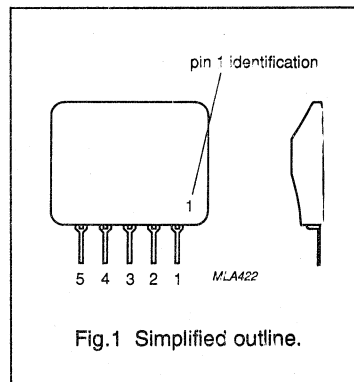 pin 1 identification
1
5 4 3 2 1
MLA422
Fig.1 Simplified outline.